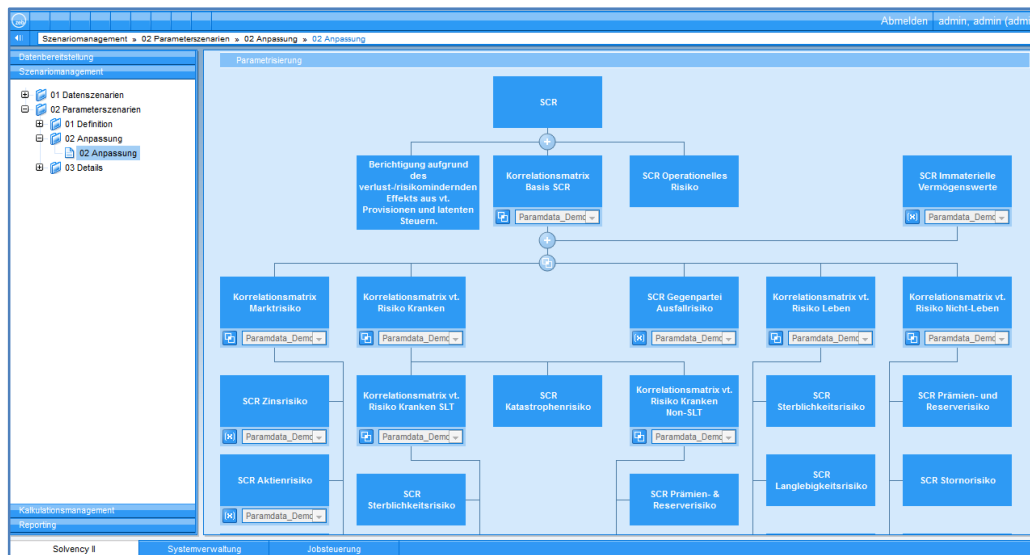 zeb
Abmelden admin, admin (admi
Szenariomanagement » 02 Parameterszenarien » 02 Anpassung » 02 Anpassung
Datenbereitstellung
Szenariomanagement
01 Datenszenarien
02 Parameterszenarien
01 Definition
02 Anpassung
02 Anpassung
03 Details
Kalkulationsmanagement
Reporting
Parametrisierung
SCR
Berichtigung aufgrund
des
verlust-/risikomindernden
Effekts aus vt.
Provisionen und latenten
Steuern.
Korrelationsmatrix
Basis SCR
Paramdata_Demo
SCR Operationelles
Risiko
SCR Immaterielle
Vermögenswerte
Paramdata_Demo
Korrelationsmatrix
Marktrisiko
Paramdata_Demo
Korrelationsmatrix vt.
Risiko Kranken
Paramdata_Demo
SCR Gegenpartei
Ausfallrisiko
Paramdata_Demo
Korrelationsmatrix vt.
Risiko Leben
Paramdata_Demo
Korrelationsmatrix vt.
Risiko Nicht-Leben
Paramdata_Demo
SCR Zinsrisiko
Paramdata_Demo
Korrelationsmatrix vt.
Risiko Kranken SLT
Paramdata_Demo
SCR
Katastrophenrisiko
Korrelationsmatrix vt.
Risiko Kranken
Non-SLT
Paramdata_Demo
SCR
Sterblichkeitsrisiko
SCR Prämien- und
Reserverisiko
SCR Aktienrisiko
Paramdata_Demo
SCR
Sterblichkeitsrisiko
SCR Prämien- &
Reserverisiko
SCR
Langlebigkeitsrisiko
SCR Stornorisiko
Solvency II
Systemverwaltung
Jobsteuerung